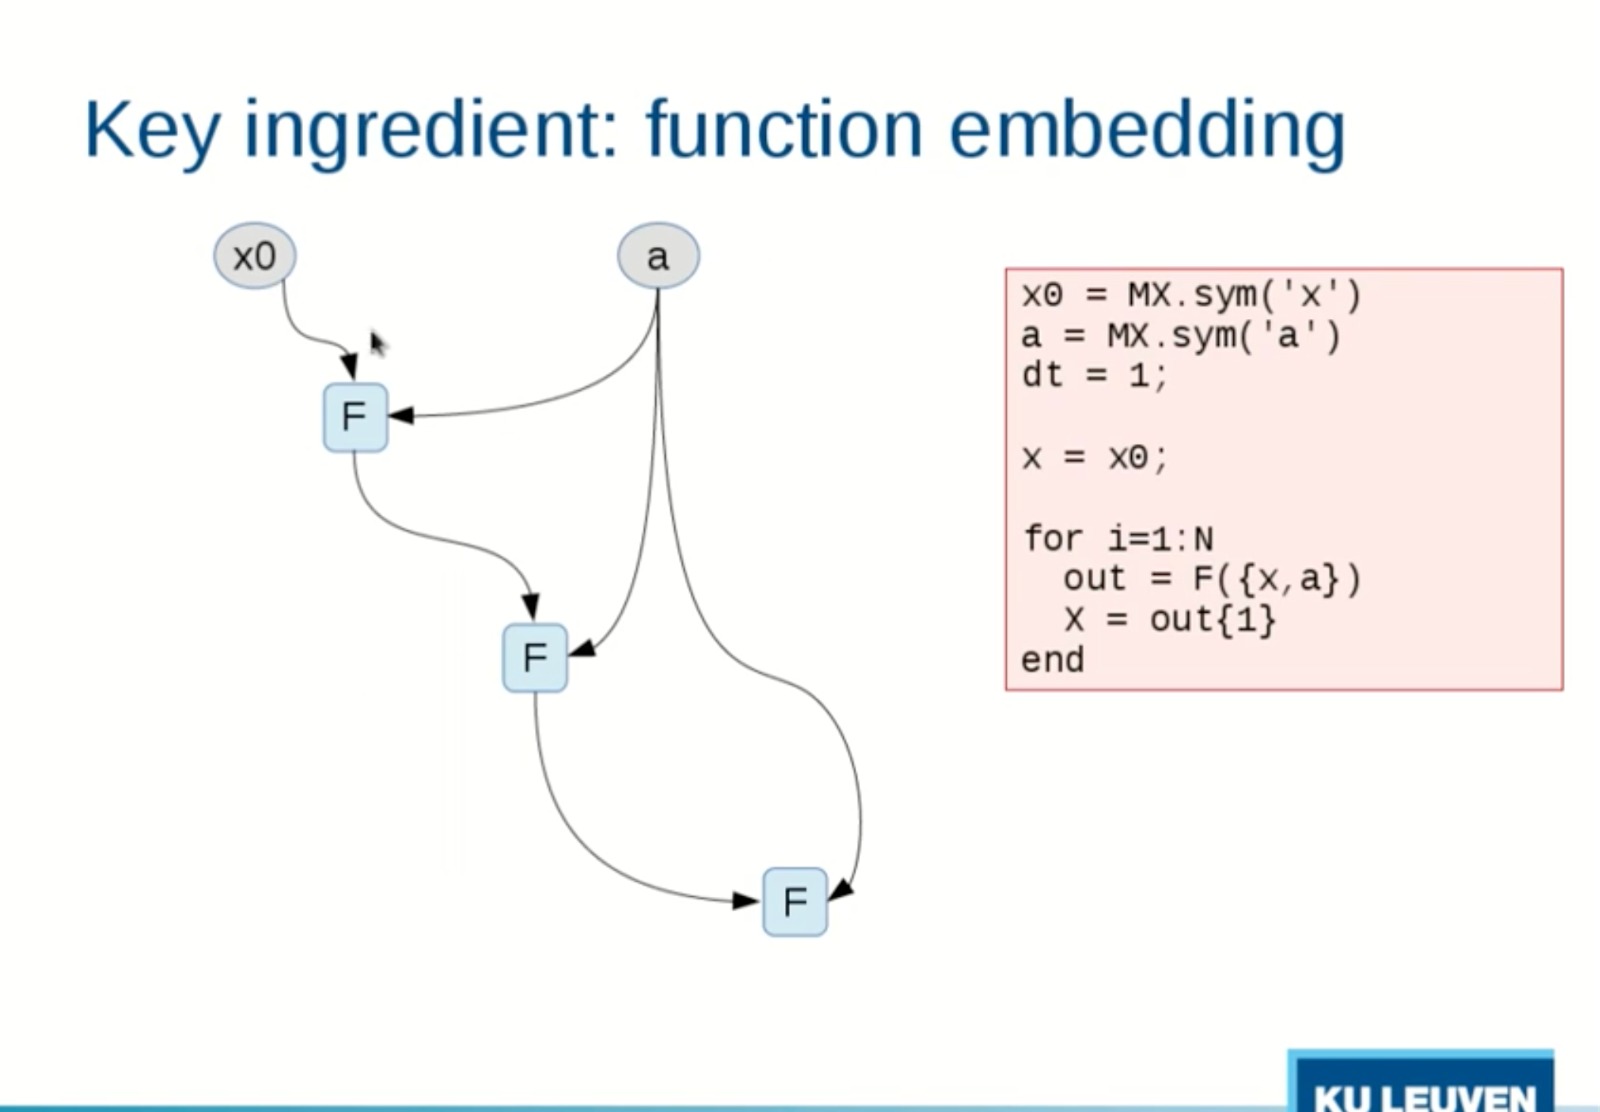 Key ingredient: function embedding
x0
a
F
F
F
x0 = MX.sym('x')
a = MX.sym('a')
dt = 1;
x = x0;
for i=1:N
out = F({x,a})
X = out{1}
end
KU LEUVEN